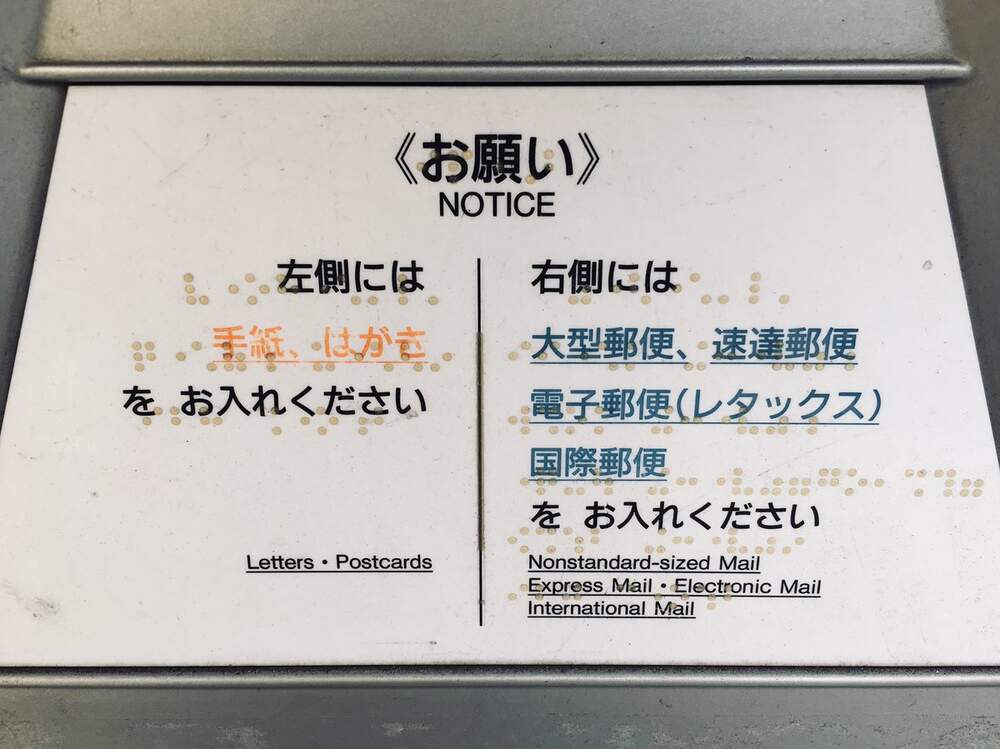 《お願い》
NOTICE
左側には
手紙、はがき
を お入れください
Letters・Postcards
右側には
大型郵便、速達郵便
電子郵便(レタックス)
国際郵便
を お入れください
Nonstandard-sized Mail
Express Mail・Electronic Mail
International Mail